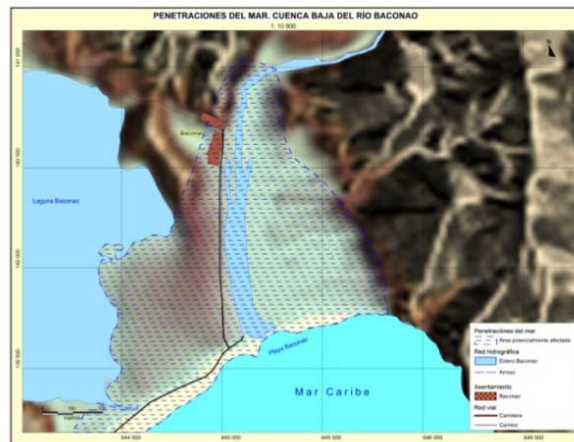 PENETRACIONES DEL MAR. CUENCA BAJA DEL RÍO BACONAO
1: 10 600
N
Baconao
Laguna Baconao
Playa Baconao
Mar Caribe
Penetraciones del mar
Área potencialmente afectada
Red hidrográfica
Estero Baconao
Arroyo
Asentamiento
Baconao
Red vial
Carretera
Camino